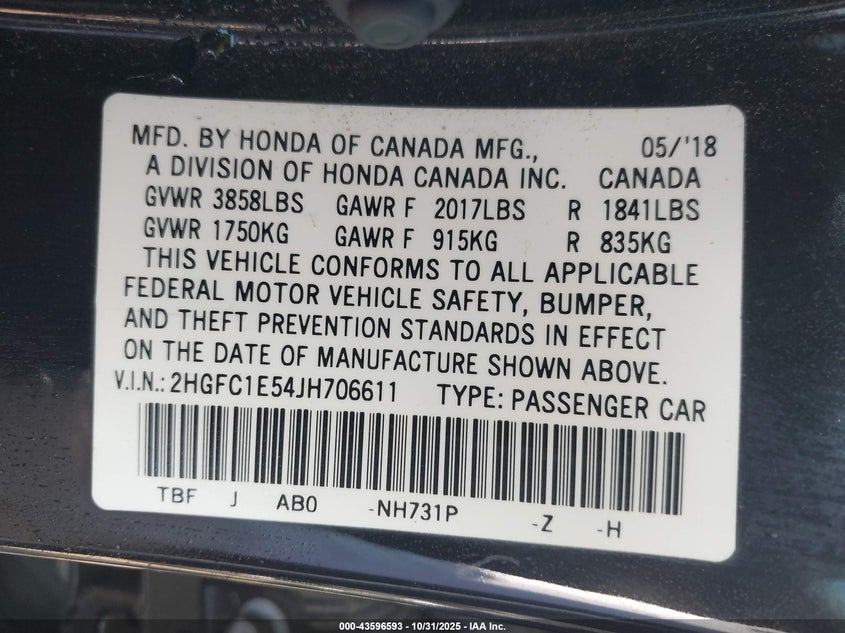 MFD. BY HONDA OF CANADA MFG., 05/'18
A DIVISION OF HONDA CANADA INC. CANADA
GVWR 3858LBS GAWR F 2017LBS R 1841LBS
GVWR 1750KG GAWR F 915KG R 835KG
THIS VEHICLE CONFORMS TO ALL APPLICABLE
FEDERAL MOTOR VEHICLE SAFETY, BUMPER,
AND THEFT PREVENTION STANDARDS IN EFFECT
ON THE DATE OF MANUFACTURE SHOWN ABOVE.
V.I.N.: 2HGFC1E54JH706611 TYPE: PASSENGER CAR
TBF J AB0 -NH731P -Z -H
000-43596593 - 10/31/2025 - IAA Inc.